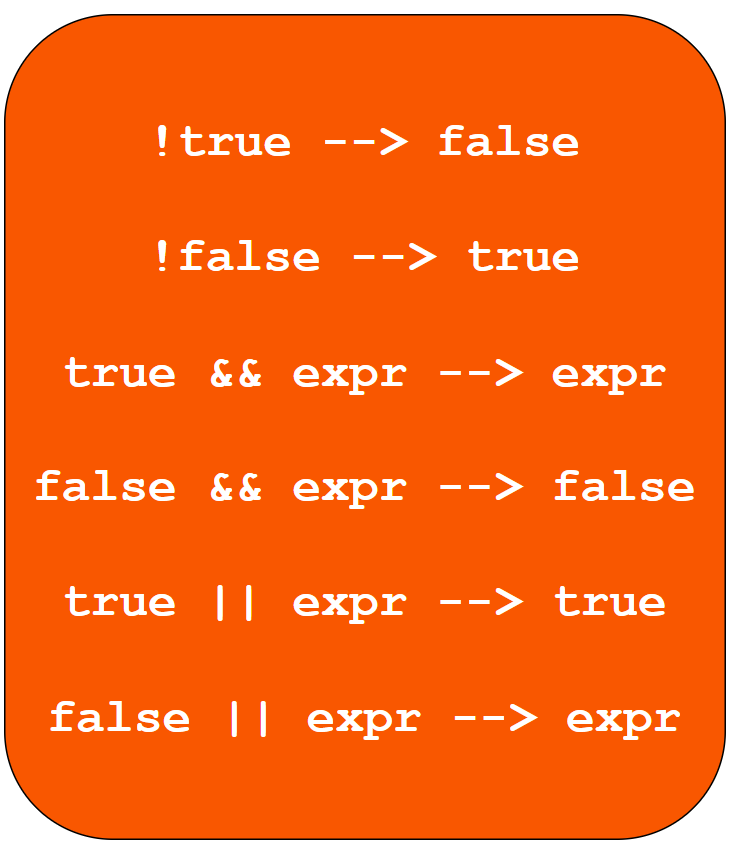 !true --> false
!false --> true
true && expr --> expr
false && expr --> false
true || expr --> true
false || expr --> expr